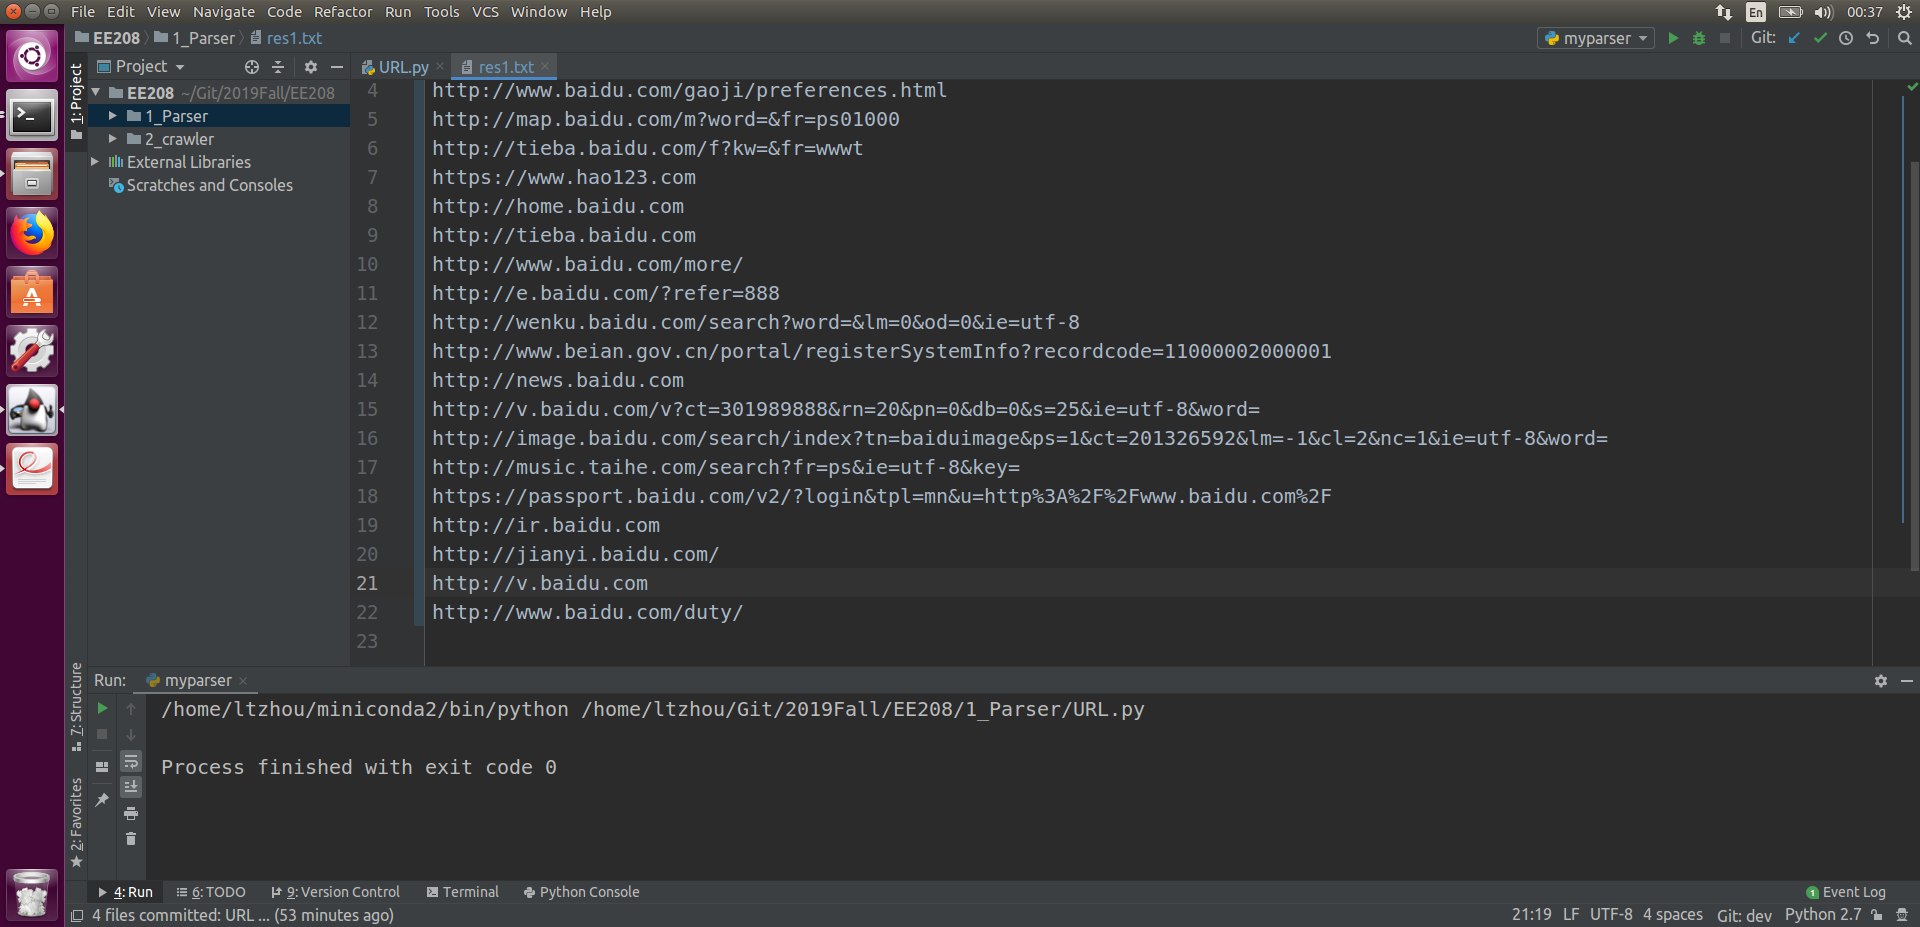 File Edit View Navigate Code Refactor Run Tools VCS Window Help En 00:37
EE208 1_Parser res1.txt myparser Git:
1: Project
Project URL.py res1.txt
EE208 ~/Git/2019Fall/EE208
1_Parser
2_crawler
External Libraries
Scratches and Consoles
4 http://www.baidu.com/gaoji/preferences.html
5 http://map.baidu.com/m?word=&fr=ps01000
6 http://tieba.baidu.com/f?kw=&fr=wwwt
7 https://www.hao123.com
8 http://home.baidu.com
9 http://tieba.baidu.com
10 http://www.baidu.com/more/
11 http://e.baidu.com/?refer=888
12 http://wenku.baidu.com/search?word=&lm=0&od=0&ie=utf-8
13 http://www.beian.gov.cn/portal/registerSystemInfo?recordcode=11000002000001
14 http://news.baidu.com
15 http://v.baidu.com/v?ct=301989888&rn=20&pn=0&db=0&s=25&ie=utf-8&word=
16 http://image.baidu.com/search/index?tn=baiduimage&ps=1&ct=201326592&lm=-1&cl=2&nc=1&ie=utf-8&word=
17 http://music.taihe.com/search?fr=ps&ie=utf-8&key=
18 https://passport.baidu.com/v2/?login&tpl=mn&u=http%3A%2F%2Fwww.baidu.com%2F
19 http://ir.baidu.com
20 http://jianyi.baidu.com/
21 http://v.baidu.com
22 http://www.baidu.com/duty/
23
7: Structure
2: Favorites
Run: myparser
/home/ltzhou/miniconda2/bin/python /home/ltzhou/Git/2019Fall/EE208/1_Parser/URL.py
Process finished with exit code 0
4: Run 6: TODO 9: Version Control Terminal Python Console 1 Event Log
4 files committed: URL ... (53 minutes ago) 21:19 LF UTF-8 4 spaces Git: dev Python 2.7